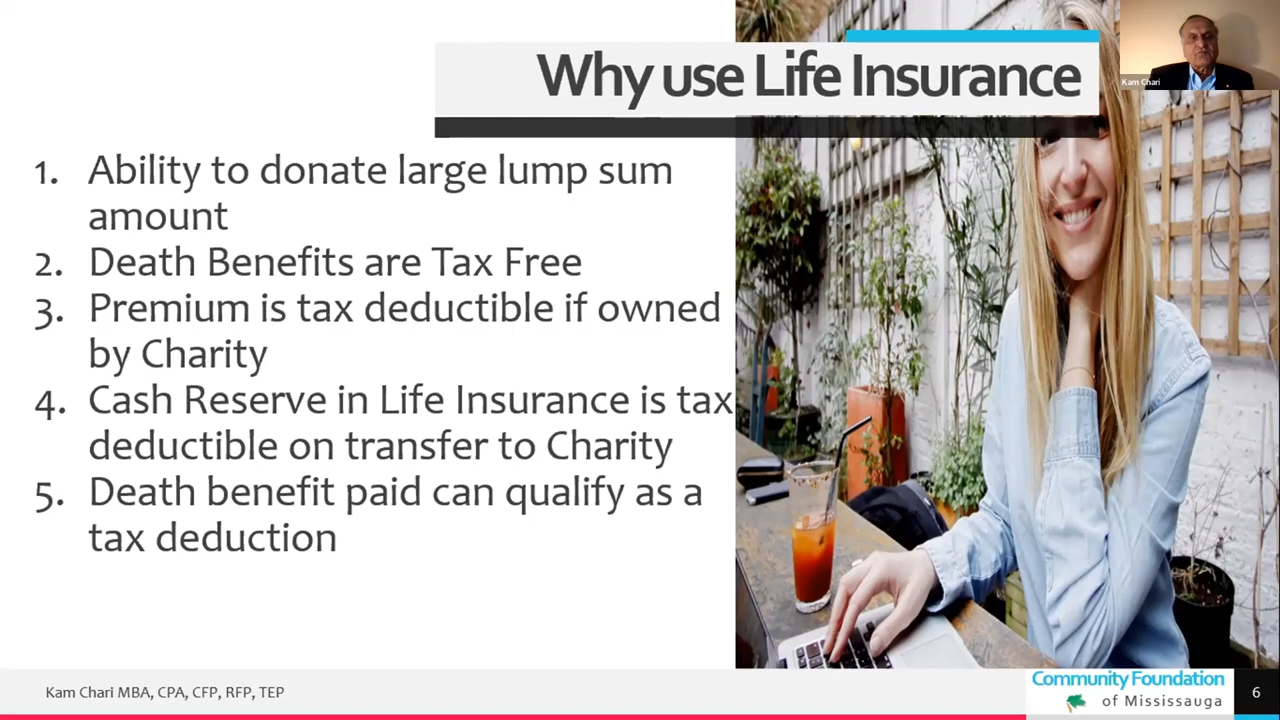 Why use Life Insurance
Kam Chari
1. Ability to donate large lump sum
amount
2. Death Benefits are Tax Free
3. Premium is tax deductible if owned
by Charity
4. Cash Reserve in Life Insurance is tax
deductible on transfer to Charity
5. Death benefit paid can qualify as a
tax deduction
Kam Chari MBA, CPA, CFP, RFP, TEP
Community Foundation
of Mississauga
6